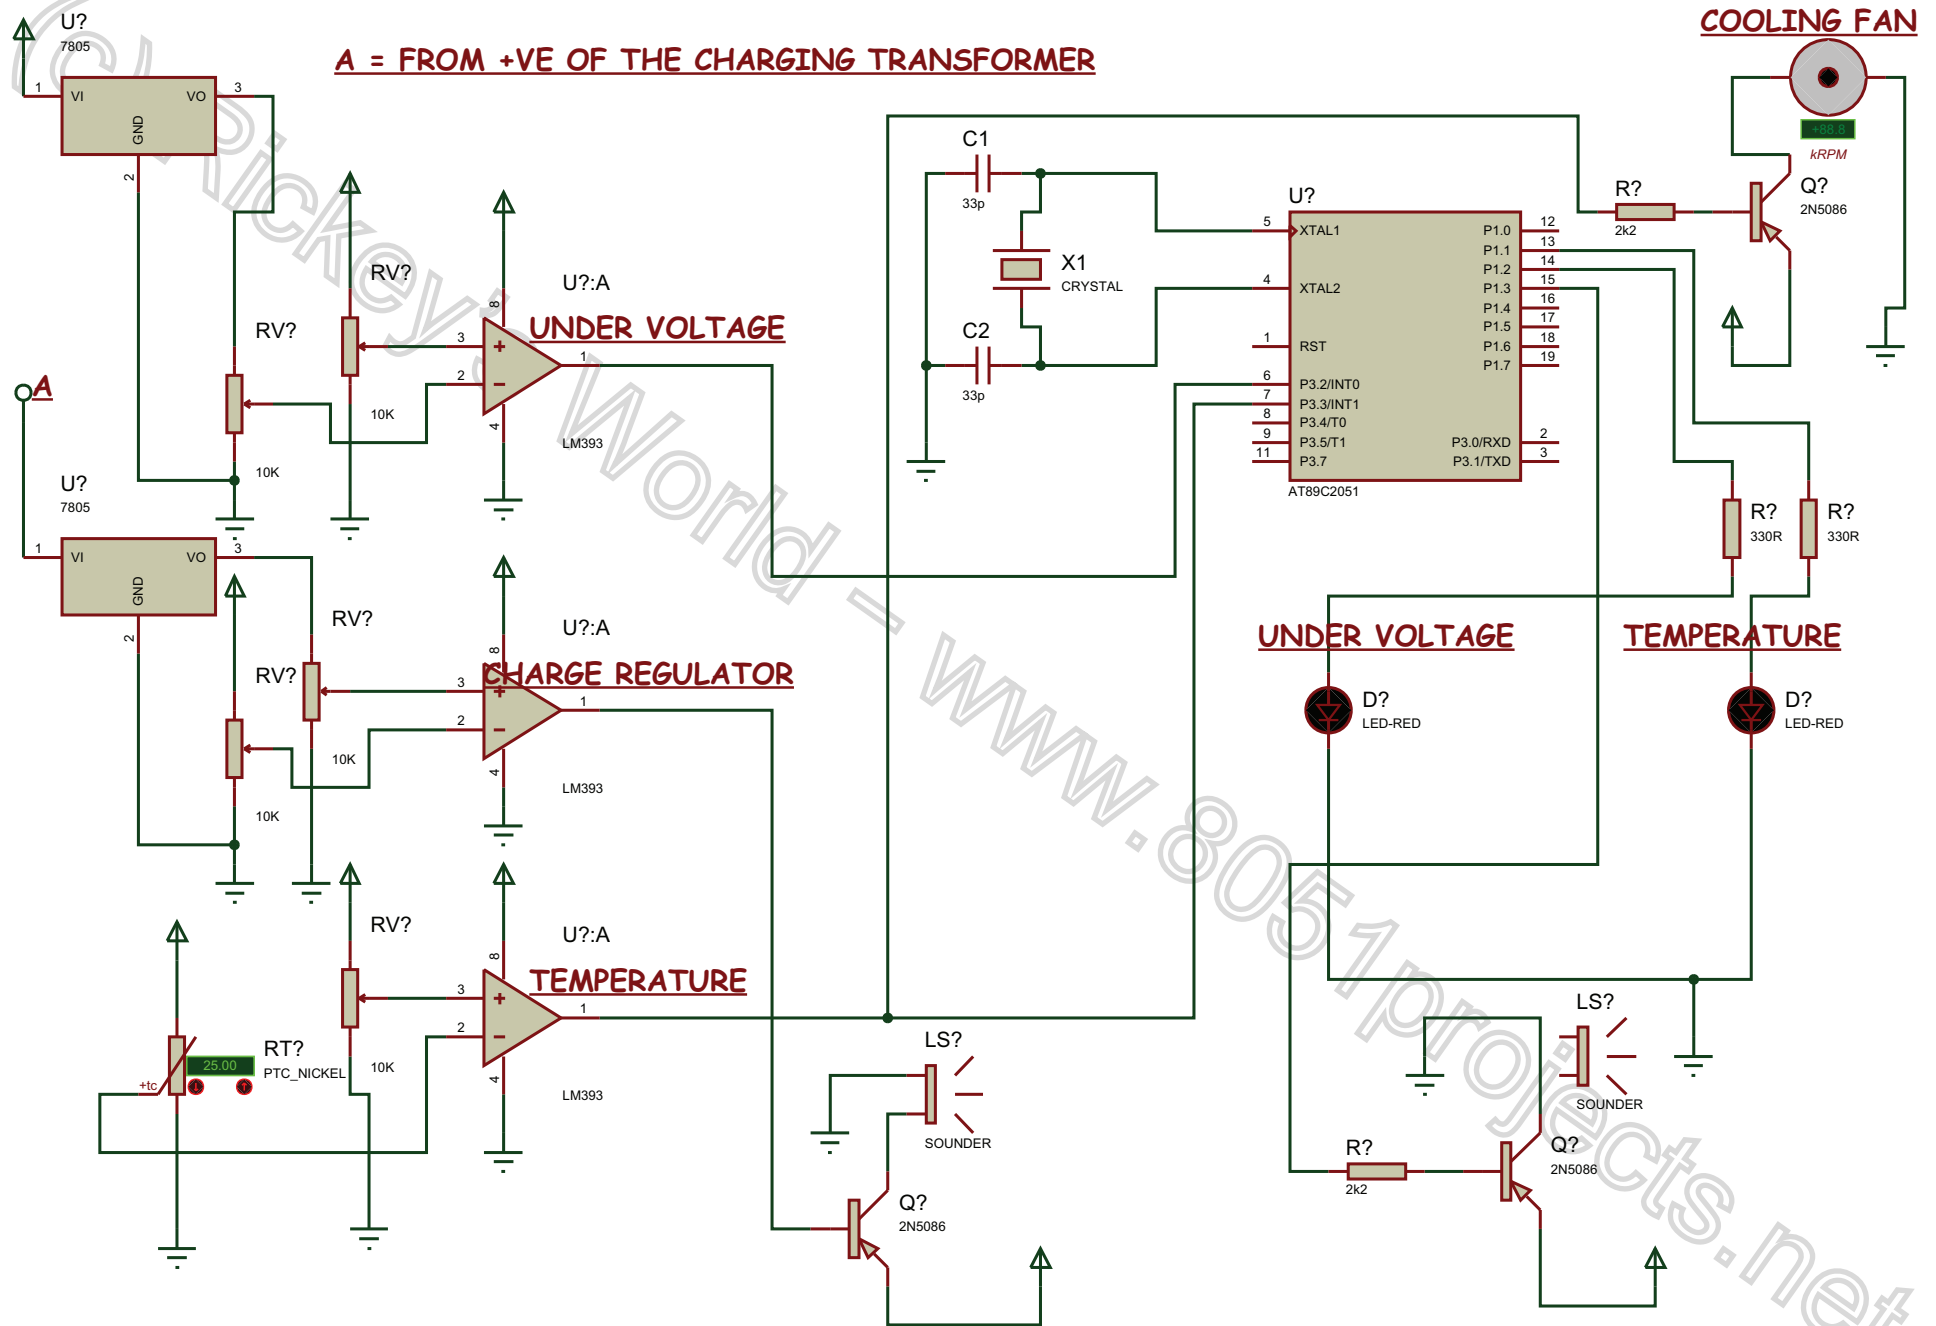 COOLING FAN
A = FROM +VE OF THE CHARGING TRANSFORMER
U?
7805
1
VI
VO
3
GND
2
+88.8
kRPM
Q?
2N5086
R?
2k2
C1
33p
X1
CRYSTAL
C2
33p
U?
5
XTAL1
4
XTAL2
1
RST
6
P3.2/INT0
7
P3.3/INT1
8
P3.4/T0
9
P3.5/T1
11
P3.7
P1.0
12
P1.1
13
P1.2
14
P1.3
15
P1.4
16
P1.5
17
P1.6
18
P1.7
19
P3.0/RXD
2
P3.1/TXD
3
AT89C2051
RV?
10K
RV?
10K
U?:A
UNDER VOLTAGE
8
3
2
1
4
LM393
A
U?
7805
1
VI
VO
3
GND
2
RV?
10K
RV?
10K
U?:A
CHARGE REGULATOR
8
3
2
1
4
LM393
R?
330R
R?
330R
UNDER VOLTAGE
TEMPERATURE
D?
LED-RED
D?
LED-RED
RV?
10K
U?:A
TEMPERATURE
8
3
2
1
4
LM393
RT?
PTC_NICKEL
25.00
+tc
LS?
SOUNDER
Q?
2N5086
LS?
SOUNDER
R?
2k2
Q?
2N5086
(c) Rickey's World - www.8051projects.net